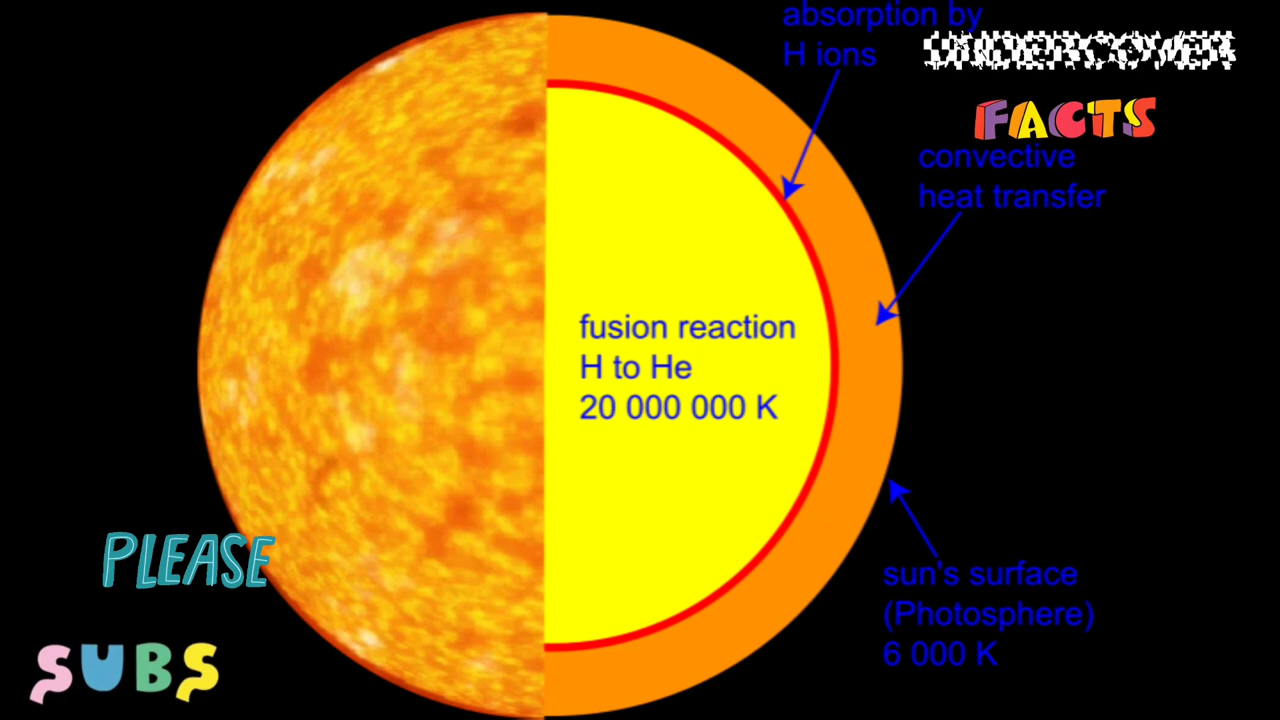 absorption by
H ions
UNDERCOVER
FACTS
convective
heat transfer
fusion reaction
H to He
20 000 000 K
PLEASE
sun's surface
(Photosphere)
6 000 K
SUBS